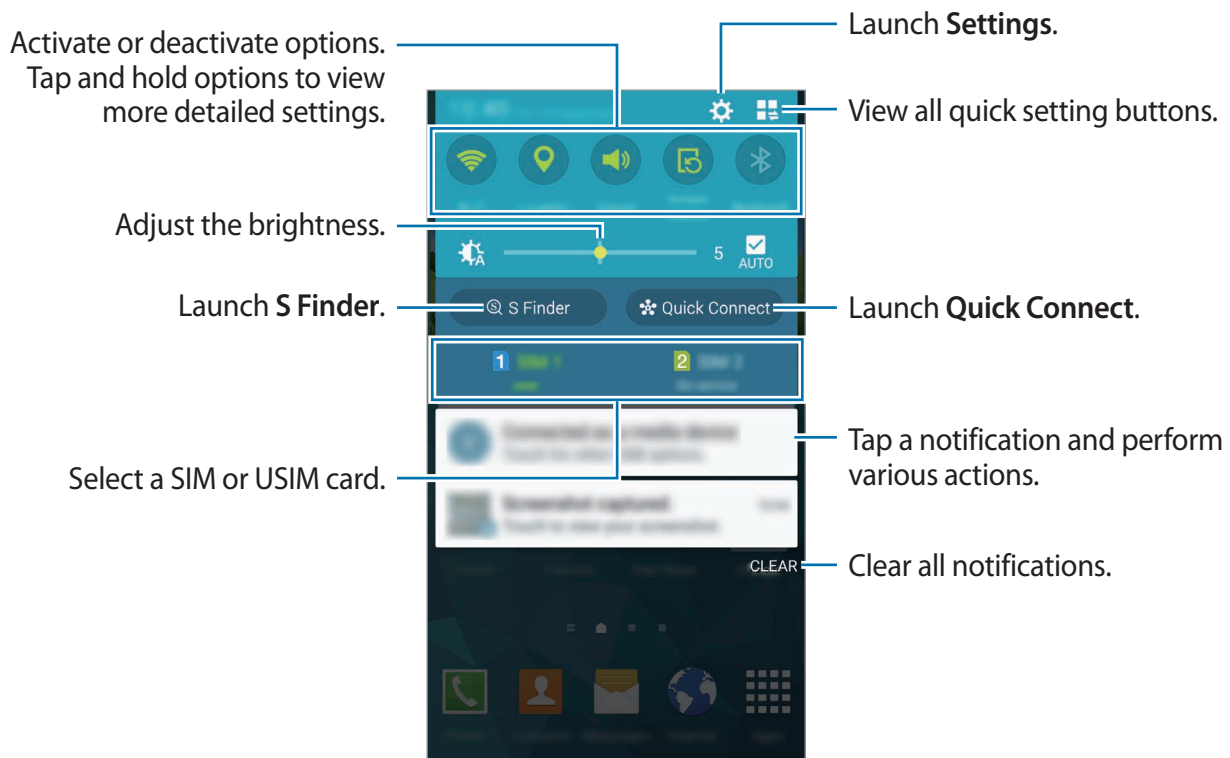 Launch Settings.
Activate or deactivate options.
Tap and hold options to view
more detailed settings.
View all quick setting buttons.
Adjust the brightness.
5
AUTO
Launch S Finder.
S Finder
Quick Connect
Launch Quick Connect.
1
2
Tap a notification and perform
various actions.
Select a SIM or USIM card.
CLEAR
Clear all notifications.